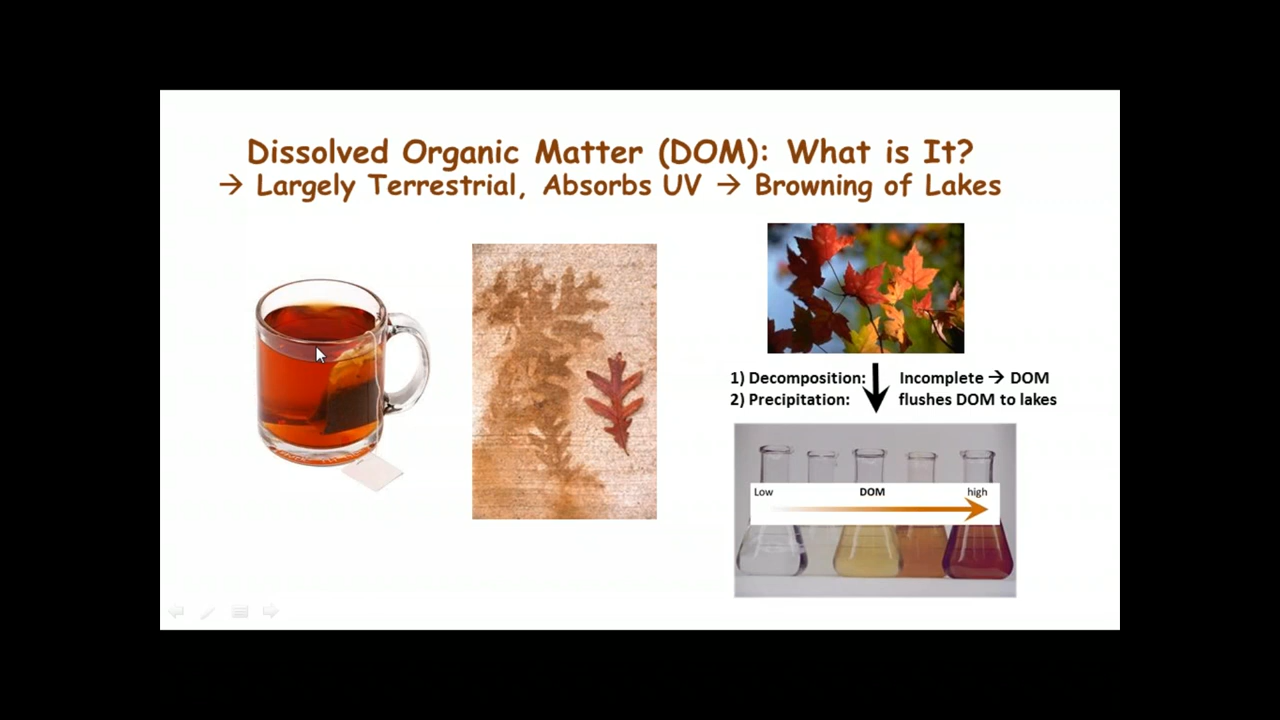 Dissolved Organic Matter (DOM): What is It?
→ Largely Terrestrial, Absorbs UV → Browning of Lakes
1) Decomposition: Incomplete → DOM
2) Precipitation: flushes DOM to lakes
Low DOM high